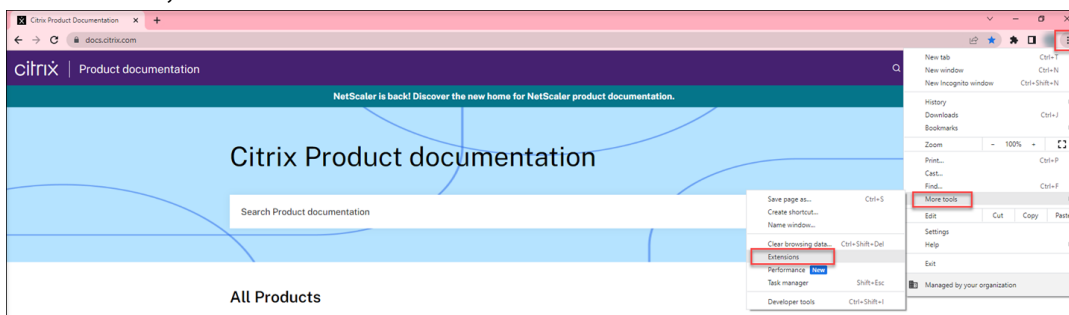 Citrix Product Documentation
docs.citrix.com
citrix | Product documentation
NetScaler is back! Discover the new home for NetScaler product documentation.
Citrix Product documentation
Search Product documentation
All Products
New tab Ctrl+T
New window Ctrl+N
New Incognito window Ctrl+Shift+N
History
Downloads Ctrl+J
Bookmarks
Zoom - 100% +
Print... Ctrl+P
Cast...
Find... Ctrl+F
More tools
Edit Cut Copy Paste
Settings
Help
Exit
Managed by your organization
Save page as... Ctrl+S
Create shortcut...
Name window...
Clear browsing data... Ctrl+Shift+Del
Extensions
Performance New
Task manager Shift+Esc
Developer tools Ctrl+Shift+I